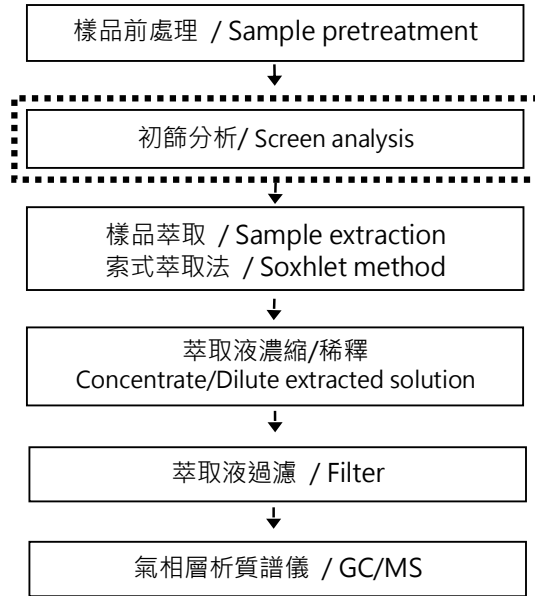 樣品前處理 / Sample pretreatment
初篩分析/ Screen analysis
樣品萃取 / Sample extraction
索式萃取法 / Soxhlet method
萃取液濃縮/稀釋
Concentrate/Dilute extracted solution
萃取液過濾 / Filter
氣相層析質譜儀 / GC/MS